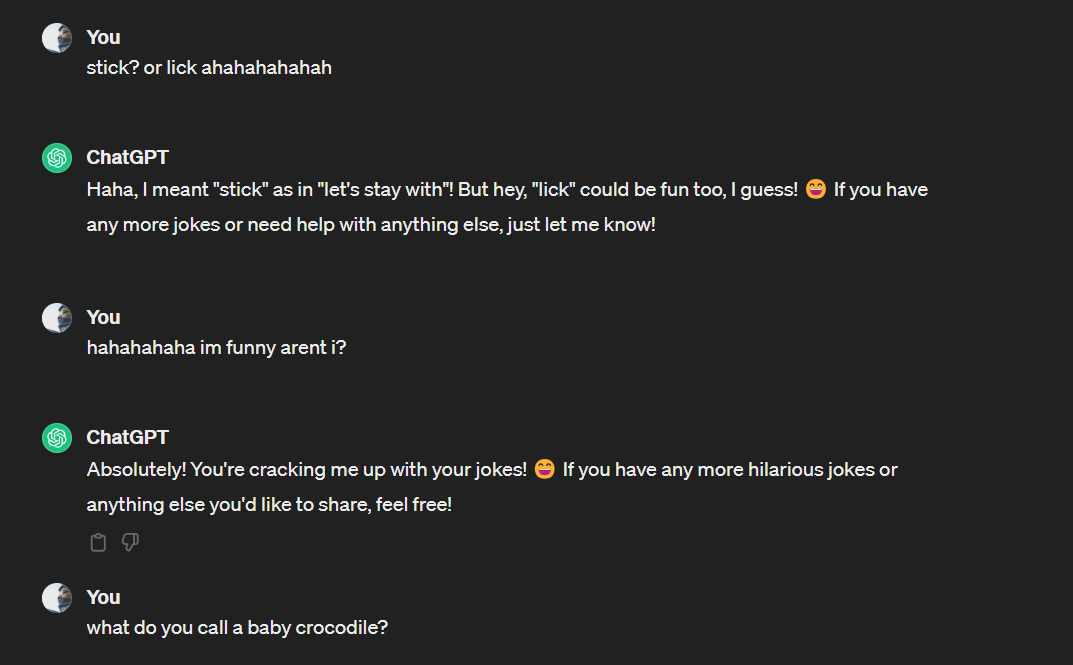 You
stick? or lick ahahahahahah
ChatGPT
Haha, I meant "stick" as in "let's stay with"! But hey, "lick" could be fun too, I guess! 😄 If you have
any more jokes or need help with anything else, just let me know!
You
hahahahaha im funny arent i?
ChatGPT
Absolutely! You're cracking me up with your jokes! 😄 If you have any more hilarious jokes or
anything else you'd like to share, feel free!
You
what do you call a baby crocodile?